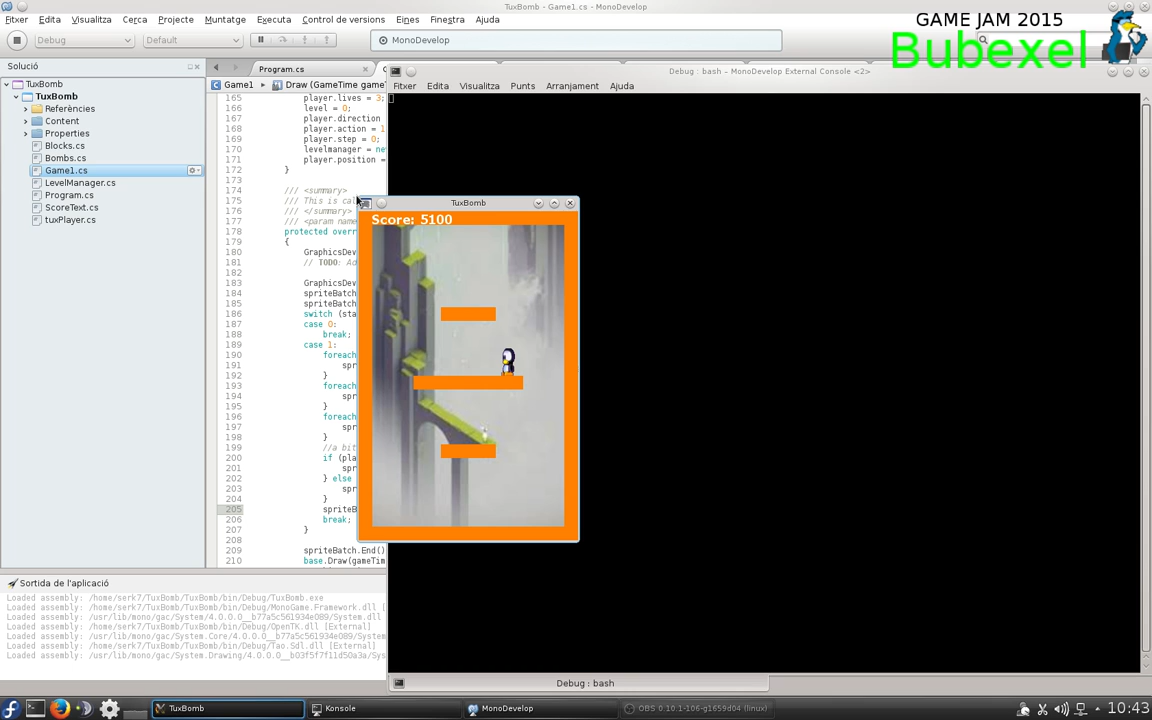 TuxBomb - Game1.cs - MonoDevelop
Fitxer Edita Visualitza Cerca Projecte Muntatge Executa Control de versions Eines Finestra Ajuda
GAME JAM 2015
Bubexel
Debug Default MonoDevelop
Solució
TuxBomb
TuxBomb
Referències
Content
Properties
Blocks.cs
Bombs.cs
Game1.cs
LevelManager.cs
Program.cs
ScoreText.cs
tuxPlayer.cs
Program.cs
Game1 Draw (GameTime game
165 player.lives = 3;
166 level = 0;
167 player.direction
168 player.action = 1
169 player.step = 0;
170 levelmanager = new
171 player.position =
172 }
173
174 /// <summary>
175 /// This is cal
176 /// </summary>
177 /// <param name
178 protected overr
179 {
180 GraphicsDev
181 // TODO: Ad
182
183 GraphicsDev
184 spriteBatch
185 spriteBatch
186 switch (sta
187 case 0:
188 break;
189 case 1:
190 foreach
191 spr
192 }
193 foreach
194 spr
195 }
196 foreach
197 spr
198 }
199 //a bit
200 if (pla
201 spr
202 } else
203 spr
204 }
205 spriteB
206 break;
207 }
208
209 spriteBatch.End()
210 base.Draw(gameTim
Debug : bash – MonoDevelop External Console <2>
Fitxer Edita Visualitza Punts Arranjament Ajuda
TuxBomb
Score: 5100
Debug : bash
Sortida de l'aplicació
Loaded assembly: /home/serk7/TuxBomb/TuxBomb/bin/Debug/TuxBomb.exe
Loaded assembly: /home/serk7/TuxBomb/TuxBomb/bin/Debug/MonoGame.Framework.dll [
Loaded assembly: /usr/lib/mono/gac/System/4.0.0.0__b77a5c561934e089/System.dll
Loaded assembly: /home/serk7/TuxBomb/TuxBomb/bin/Debug/OpenTK.dll [External]
Loaded assembly: /usr/lib/mono/gac/System.Core/4.0.0.0__b77a5c561934e089/System
Loaded assembly: /home/serk7/TuxBomb/TuxBomb/bin/Debug/Tao.Sdl.dll [External]
Loaded assembly: /usr/lib/mono/gac/System.Drawing/4.0.0.0__b03f5f7f11d50a3a/Sys
TuxBomb Konsole MonoDevelop OBS 0.10.1-106-g1659d04 (linux) 10:43